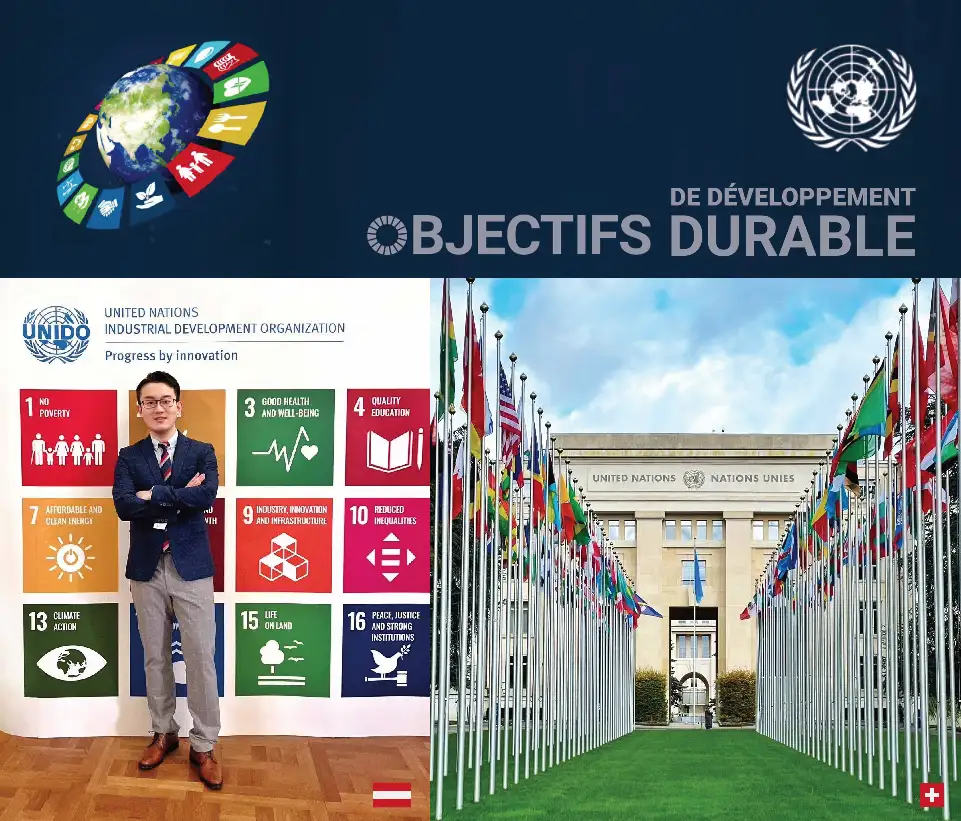 DE DÉVELOPPEMENT
OBJECTIFS DURABLE
UNIDO
UNITED NATIONS
INDUSTRIAL DEVELOPMENT ORGANIZATION
Progress by innovation
1 NO
POVERTY
3 GOOD HEALTH
AND WELL-BEING
4 QUALITY
EDUCATION
7 AFFORDABLE AND
CLEAN ENERGY
9 INDUSTRY, INNOVATION
AND INFRASTRUCTURE
10 REDUCED
INEQUALITIES
13 CLIMATE
ACTION
15 LIFE
ON LAND
16 PEACE, JUSTICE
AND STRONG
INSTITUTIONS
UNITED NATIONS NATIONS UNIES